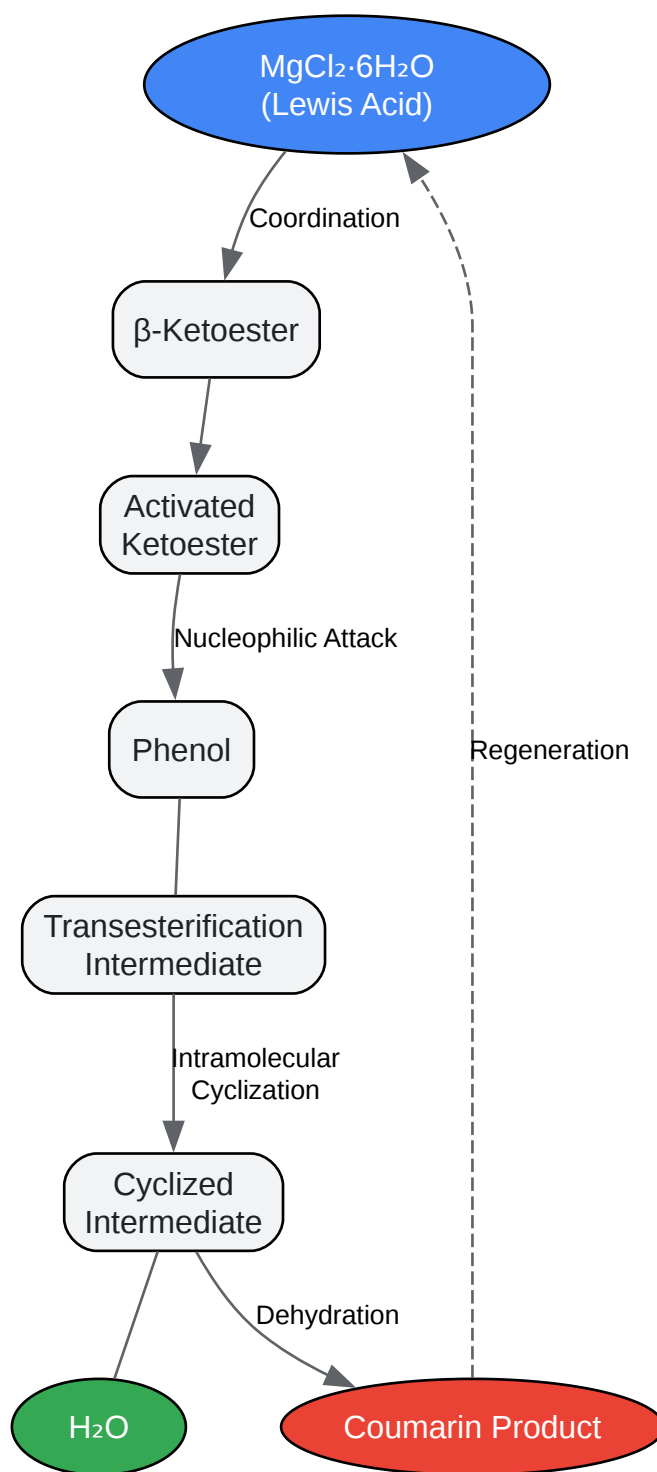 MgCl₂·6H₂O
(Lewis Acid)
Coordination
β-Ketoester
Activated
Ketoester
Nucleophilic Attack
Phenol
Regeneration
Transesterification
Intermediate
Intramolecular
Cyclization
Cyclized
Intermediate
Dehydration
H₂O
Coumarin Product